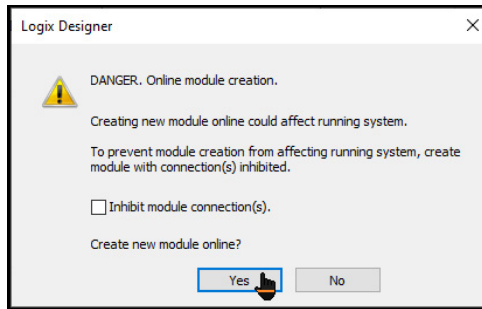 Logix Designer
DANGER. Online module creation.
Creating new module online could affect running system.
To prevent module creation from affecting running system, create
module with connection(s) inhibited.
Inhibit module connection(s).
Create new module online?
Yes
No